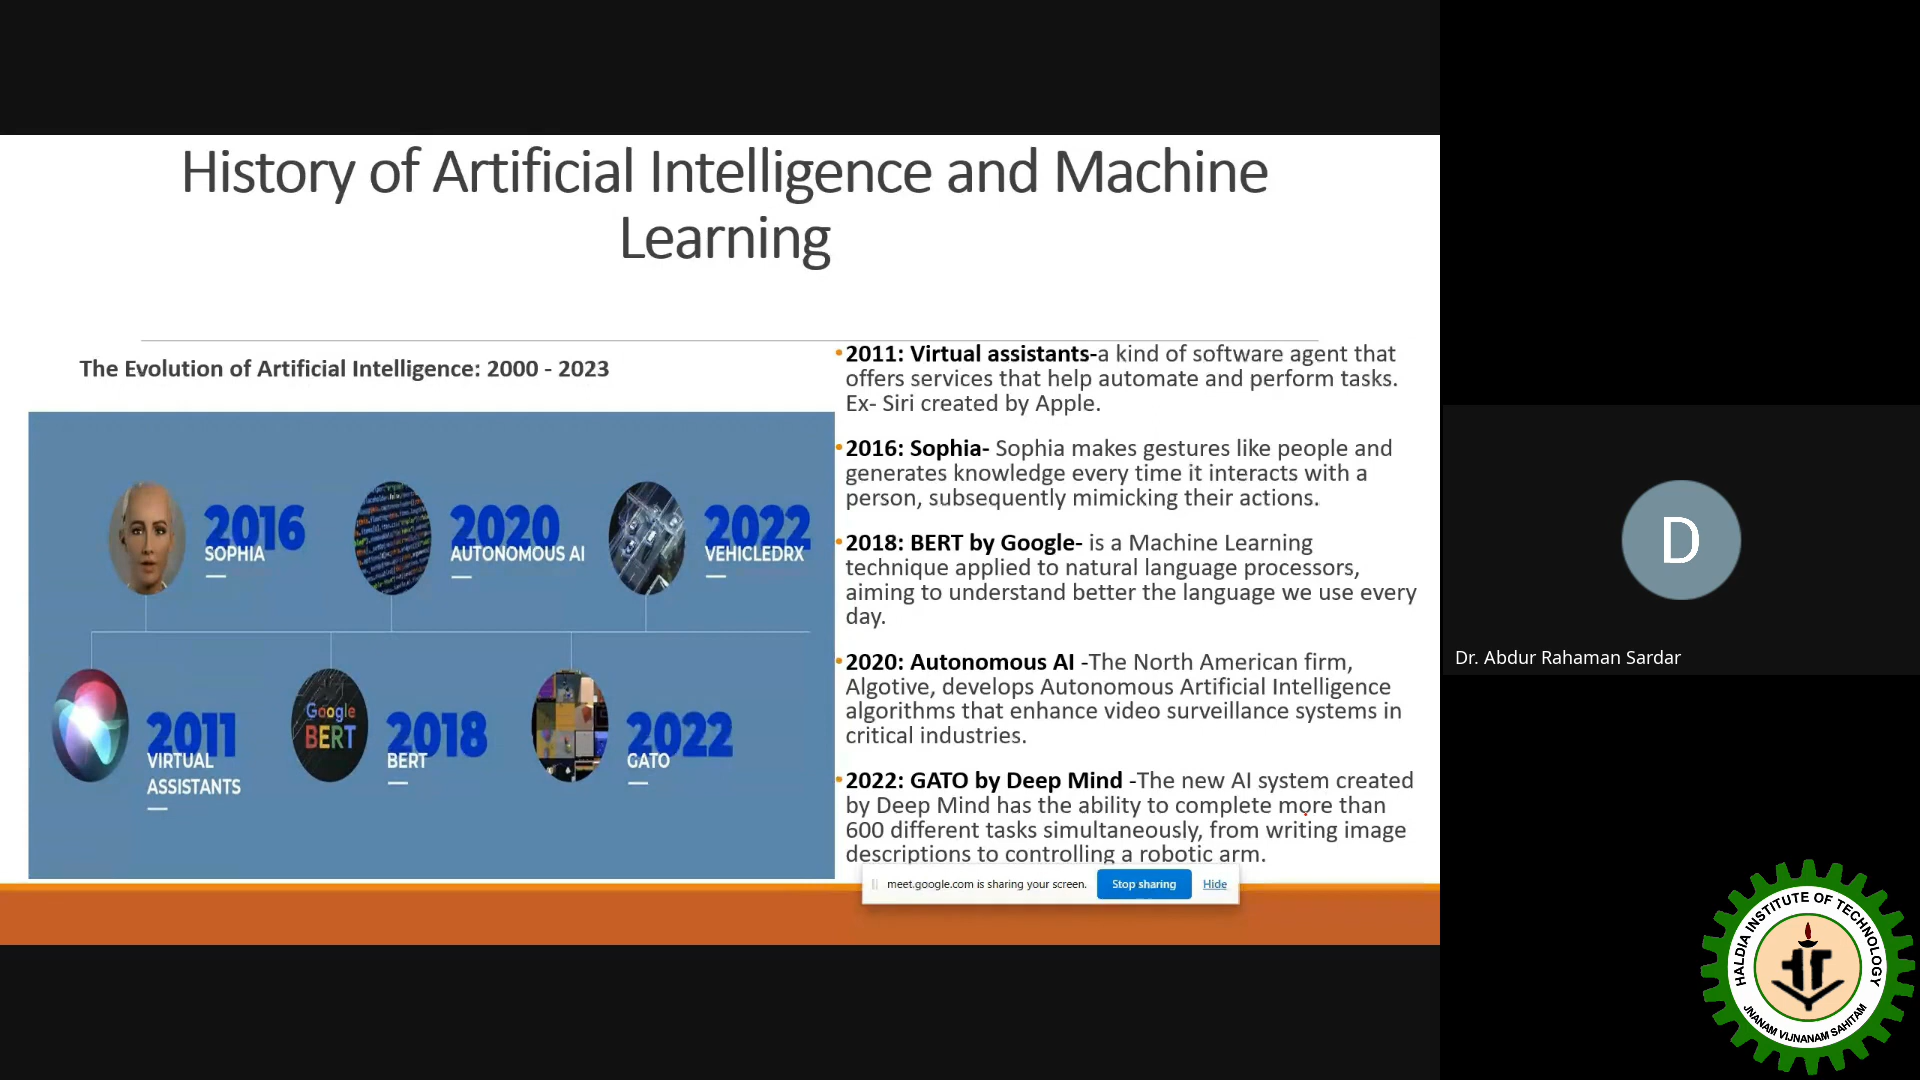 History of Artificial Intelligence and Machine
Learning
The Evolution of Artificial Intelligence: 2000 - 2023
2016
SOPHIA
2020
AUTONOMOUS AI
2022
VEHICLEDRX
2011
VIRTUAL
ASSISTANTS
Google
BERT
2018
BERT
2022
GATO
•2011: Virtual assistants-a kind of software agent that
offers services that help automate and perform tasks.
Ex- Siri created by Apple.
•2016: Sophia- Sophia makes gestures like people and
generates knowledge every time it interacts with a
person, subsequently mimicking their actions.
•2018: BERT by Google- is a Machine Learning
technique applied to natural language processors,
aiming to understand better the language we use every
day.
•2020: Autonomous AI -The North American firm,
Algotive, develops Autonomous Artificial Intelligence
algorithms that enhance video surveillance systems in
critical industries.
•2022: GATO by Deep Mind -The new AI system created
by Deep Mind has the ability to complete more than
600 different tasks simultaneously, from writing image
descriptions to controlling a robotic arm.
meet.google.com is sharing your screen. Stop sharing Hide
D
Dr. Abdur Rahaman Sardar
HALDIA INSTITUTE OF TECHNOLOGY
JNANAM VIJNANAM SAHITAM